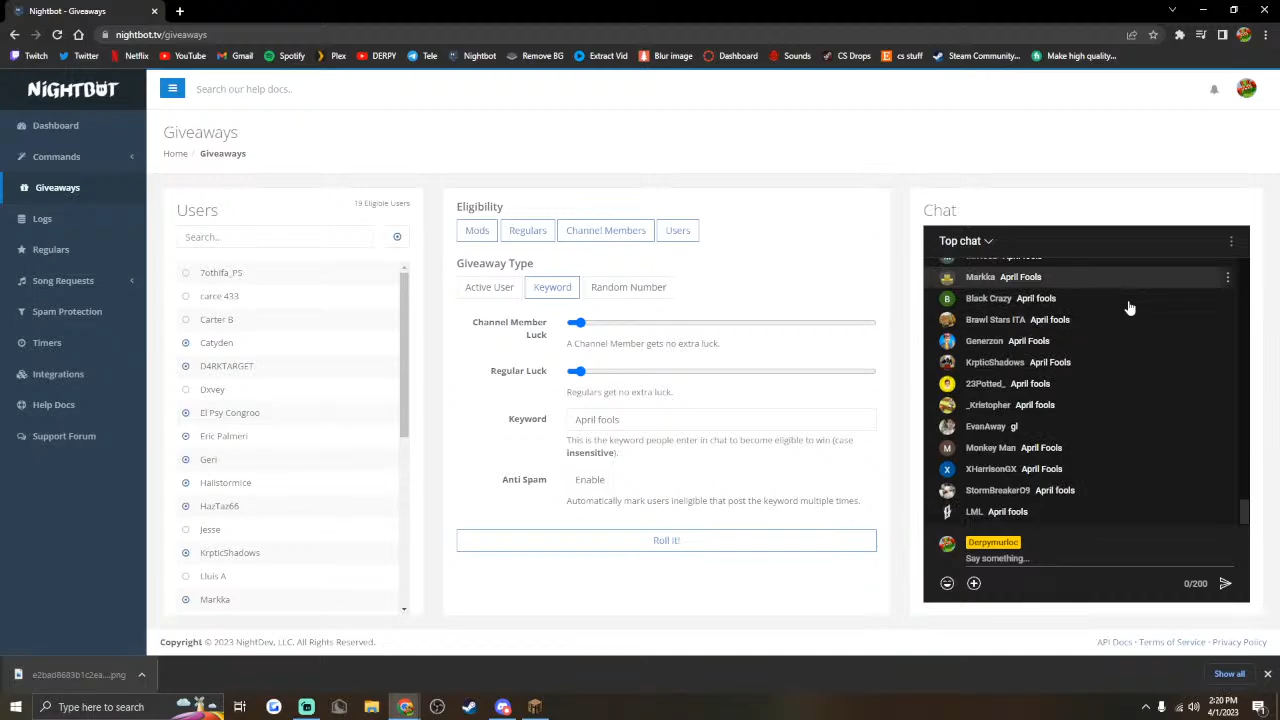 Nightbot - Giveaways
nightbot.tv/giveaways
Twitch Twitter Netflix YouTube Gmail Spotify Plex DERPY Tele Nightbot Remove BG Extract Vid Blur image Dashboard Sounds CS Drops cs stuff Steam Community... Make high quality...
NIGHTBOT
Search our help docs..
Dashboard
Commands
Giveaways
Logs
Regulars
Song Requests
Spam Protection
Timers
Integrations
Help Docs
Support Forum
Giveaways
Home / Giveaways
Users
19 Eligible Users
Search..
7othifa_PS
carce 433
Carter B
Catyden
D4RKTARGET
Dxvey
El Psy Congroo
Eric Palmeri
Geri
Hailstormice
HazTaz66
Jesse
KrpticShadows
Lluis A
Markka
Eligibility
Mods Regulars Channel Members Users
Giveaway Type
Active User Keyword Random Number
Channel Member
Luck
A Channel Member gets no extra luck.
Regular Luck
Regulars get no extra luck.
Keyword April fools
This is the keyword people enter in chat to become eligible to win (case
insensitive).
Anti Spam Enable
Automatically mark users ineligible that post the keyword multiple times.
Roll It!
Chat
Top chat
Markka April Fools
B Black Crazy April fools
Brawl Stars ITA April fools
Generzon April Fools
KrpticShadows April Fools
23Potted_ April fools
_Kristopher April fools
EvanAway gl
M Monkey Man April Fools
X XHarrisonGX April Fools
StormBreaker09 April Fools
LML April fools
Derpymurloc
Say something...
0/200
Copyright © 2023 NightDev, LLC. All Rights Reserved.
API Docs · Terms of Service · Privacy Policy
e2bad8683b1c2ea....png
Show all
Type here to search
2:20 PM
4/1/2023